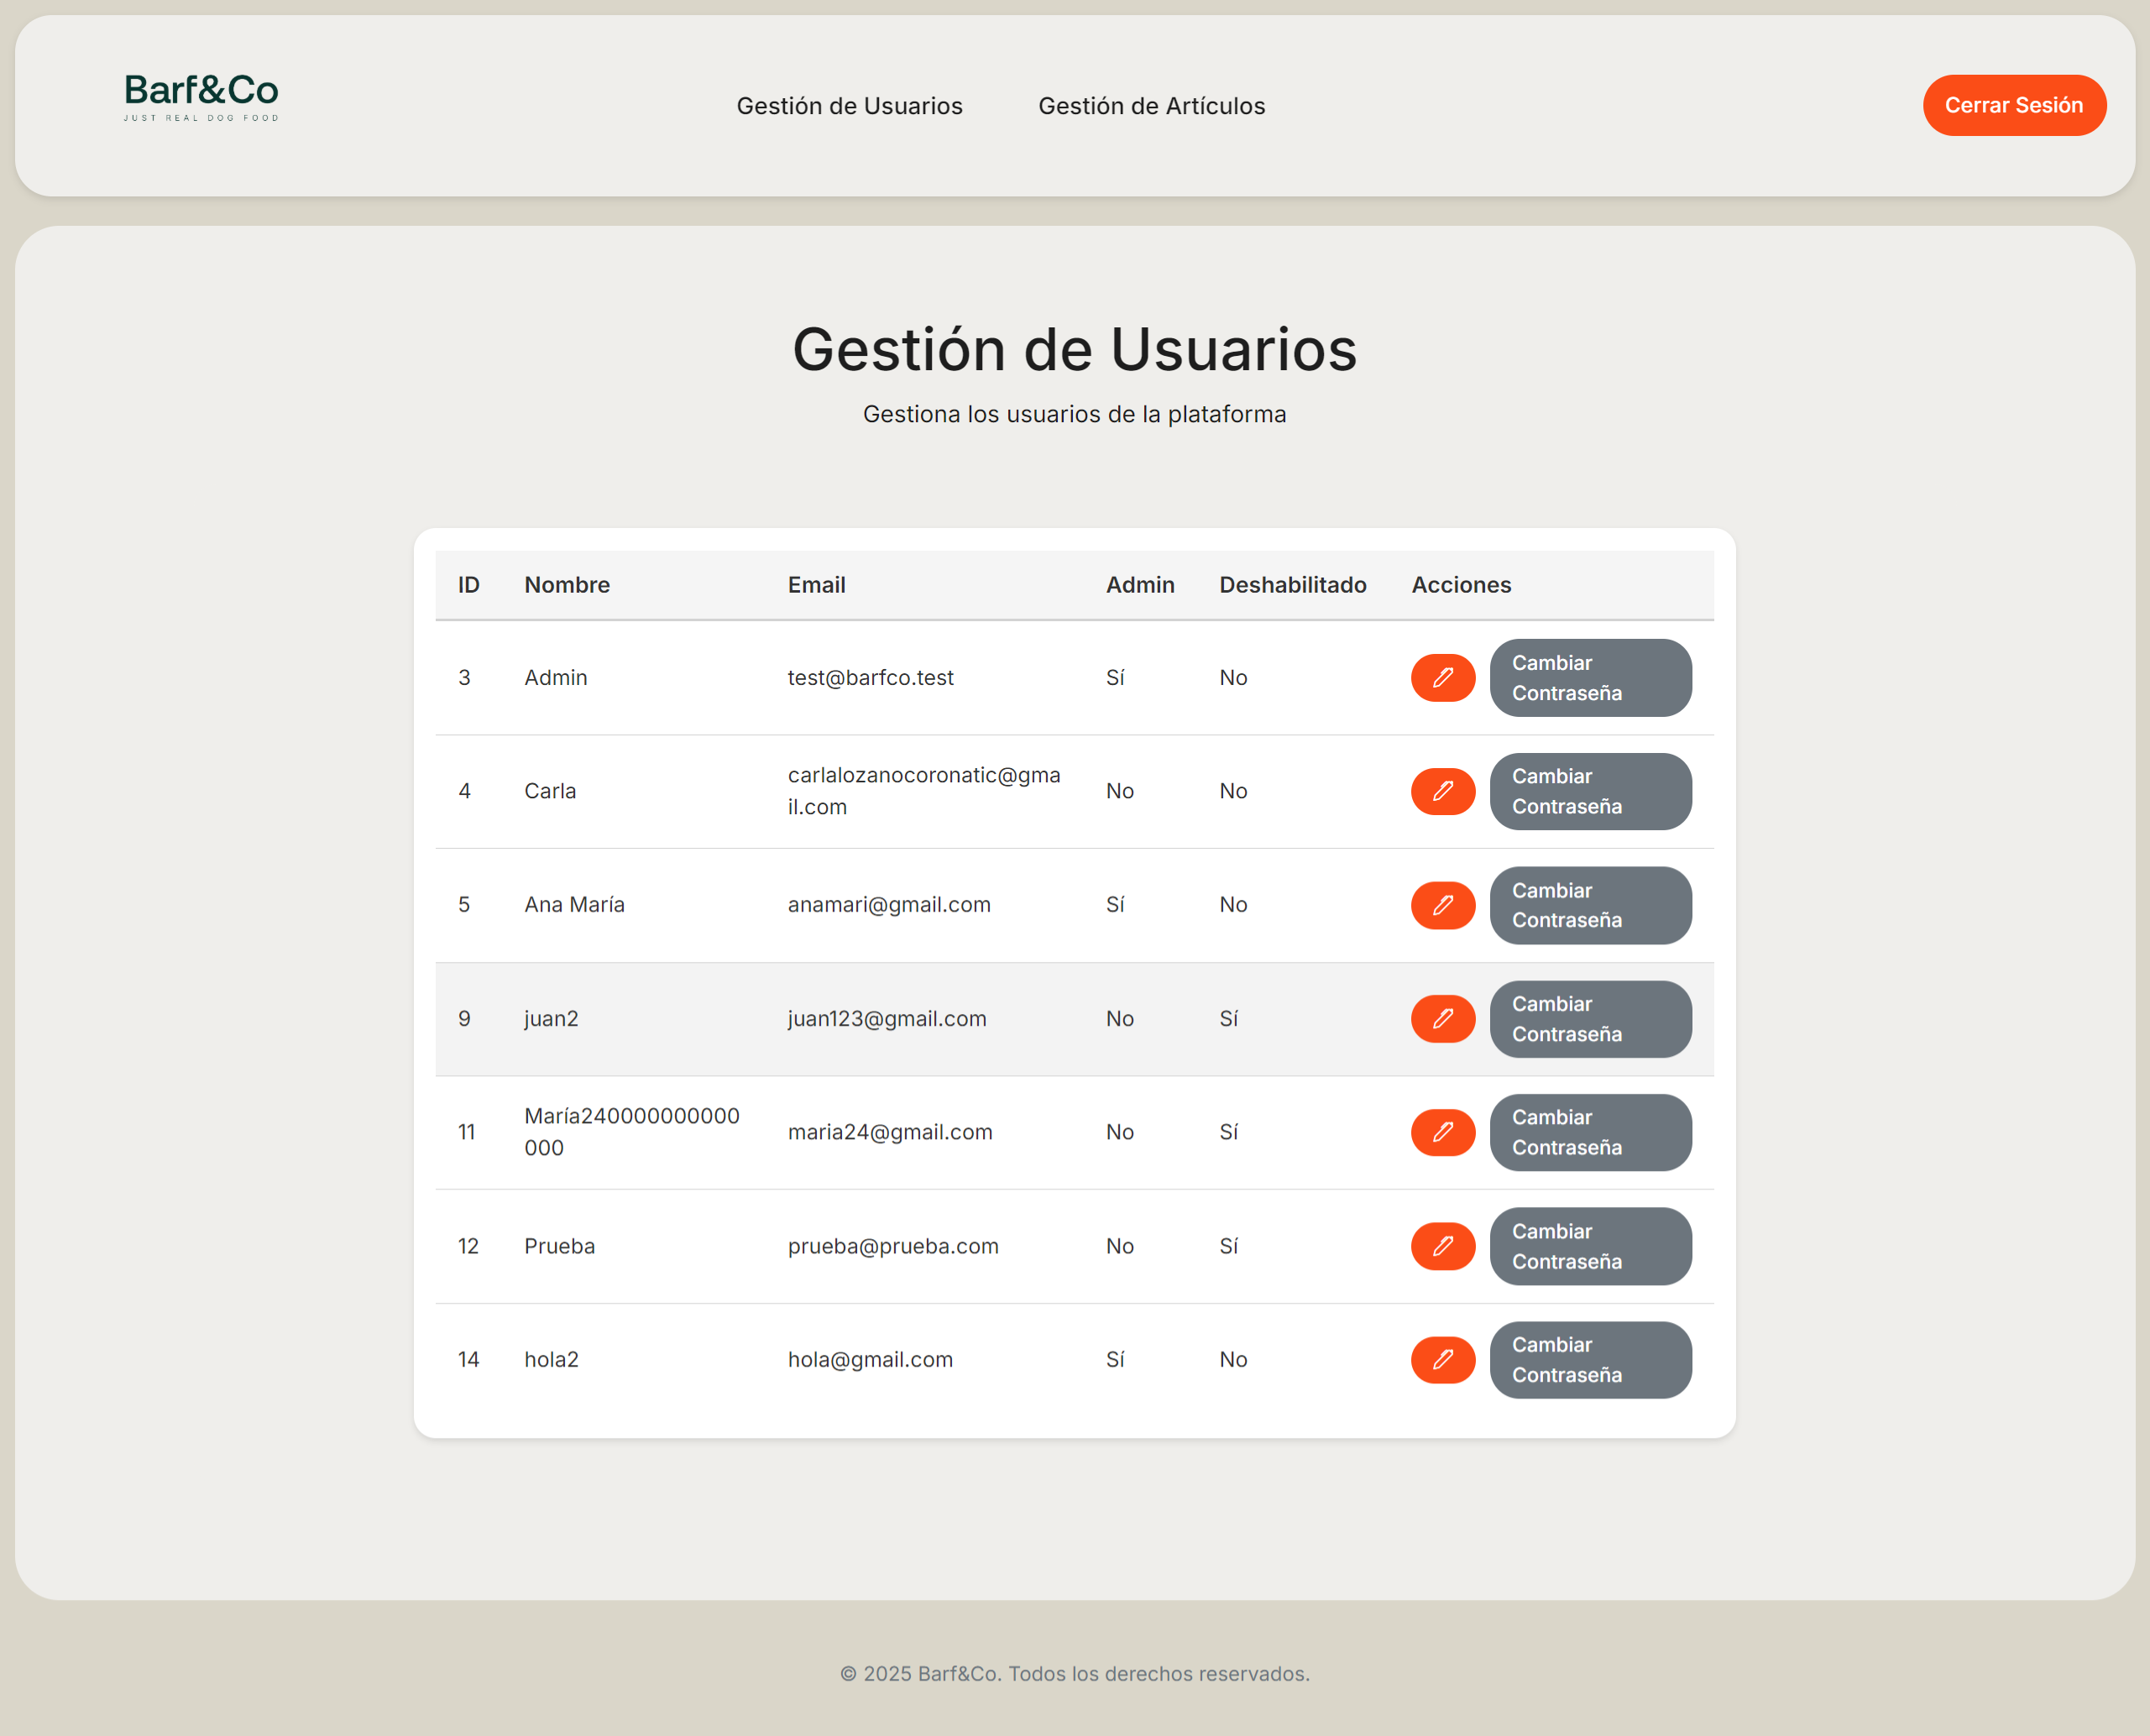 Barf&Co
JUST REAL DOG FOOD
Gestión de Usuarios
Gestión de Artículos
Cerrar Sesión
Gestión de Usuarios
Gestiona los usuarios de la plataforma
ID Nombre Email Admin Deshabilitado Acciones
3 Admin test@barfco.test Sí No Cambiar
Contraseña
4 Carla carlalozanocoronatic@gma
il.com No No Cambiar
Contraseña
5 Ana María anamari@gmail.com Sí No Cambiar
Contraseña
9 juan2 juan123@gmail.com No Sí Cambiar
Contraseña
11 María240000000000
000 maria24@gmail.com No Sí Cambiar
Contraseña
12 Prueba prueba@prueba.com No Sí Cambiar
Contraseña
14 hola2 hola@gmail.com Sí No Cambiar
Contraseña
© 2025 Barf&Co. Todos los derechos reservados.